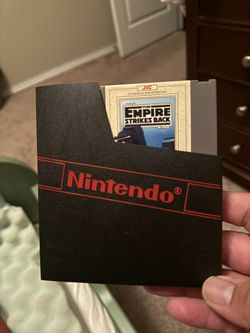 JVC
THE
EMPIRE
STRIKES BACK
Nintendo®